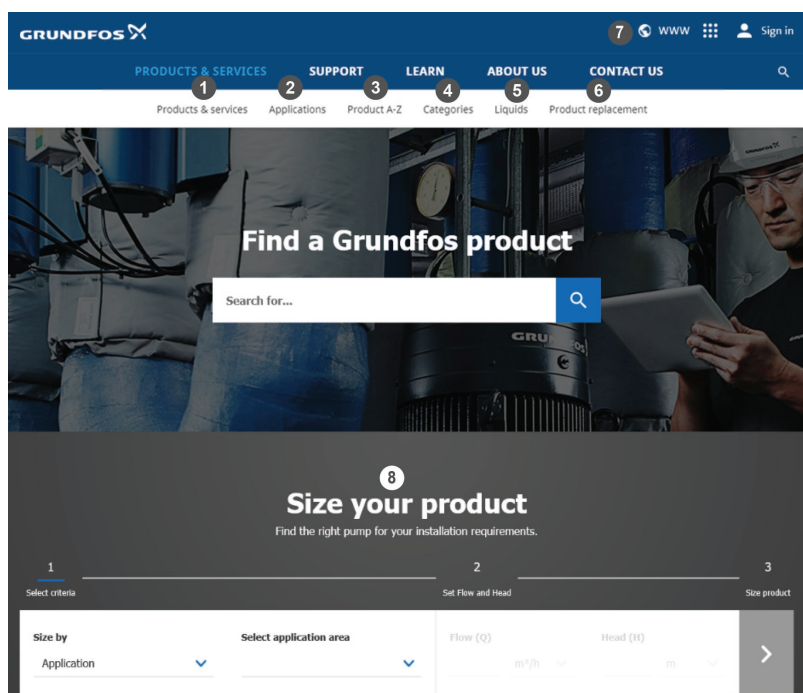 GRUNDFOS
7 WWW Sign in
PRODUCTS & SERVICES SUPPORT LEARN ABOUT US CONTACT US
1 2 3 4 5 6
Products & services Applications Product A-Z Categories Liquids Product replacement
GRUNDFOS
Find a Grundfos product
Search for...
8
Size your product
Find the right pump for your installation requirements.
1 2 3
Select criteria Set Flow and Head Size product
Size by Select application area Flow (Q) Head (H)
Application m³/h m